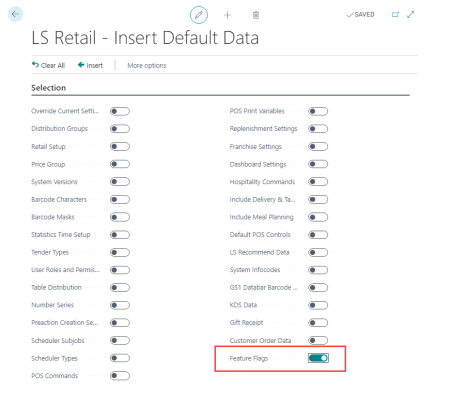 SAVED
LS Retail - Insert Default Data
Clear All Insert More options
Selection
Override Current Setti...
Distribution Groups
Retail Setup
Price Group
System Versions
Barcode Characters
Barcode Masks
Statistics Time Setup
Tender Types
User Roles and Permis...
Table Distribution
Number Series
Preaction Creation Se...
Scheduler Subjobs
Scheduler Types
POS Commands
POS Print Variables
Replenishment Settings
Franchise Settings
Dashboard Settings
Hospitality Commands
Include Delivery & Ta...
Include Meal Planning
Default POS Controls
LS Recommend Data
System Infocodes
GS1 Databar Barcode ...
KDS Data
Gift Receipt
Customer Order Data
Feature Flags